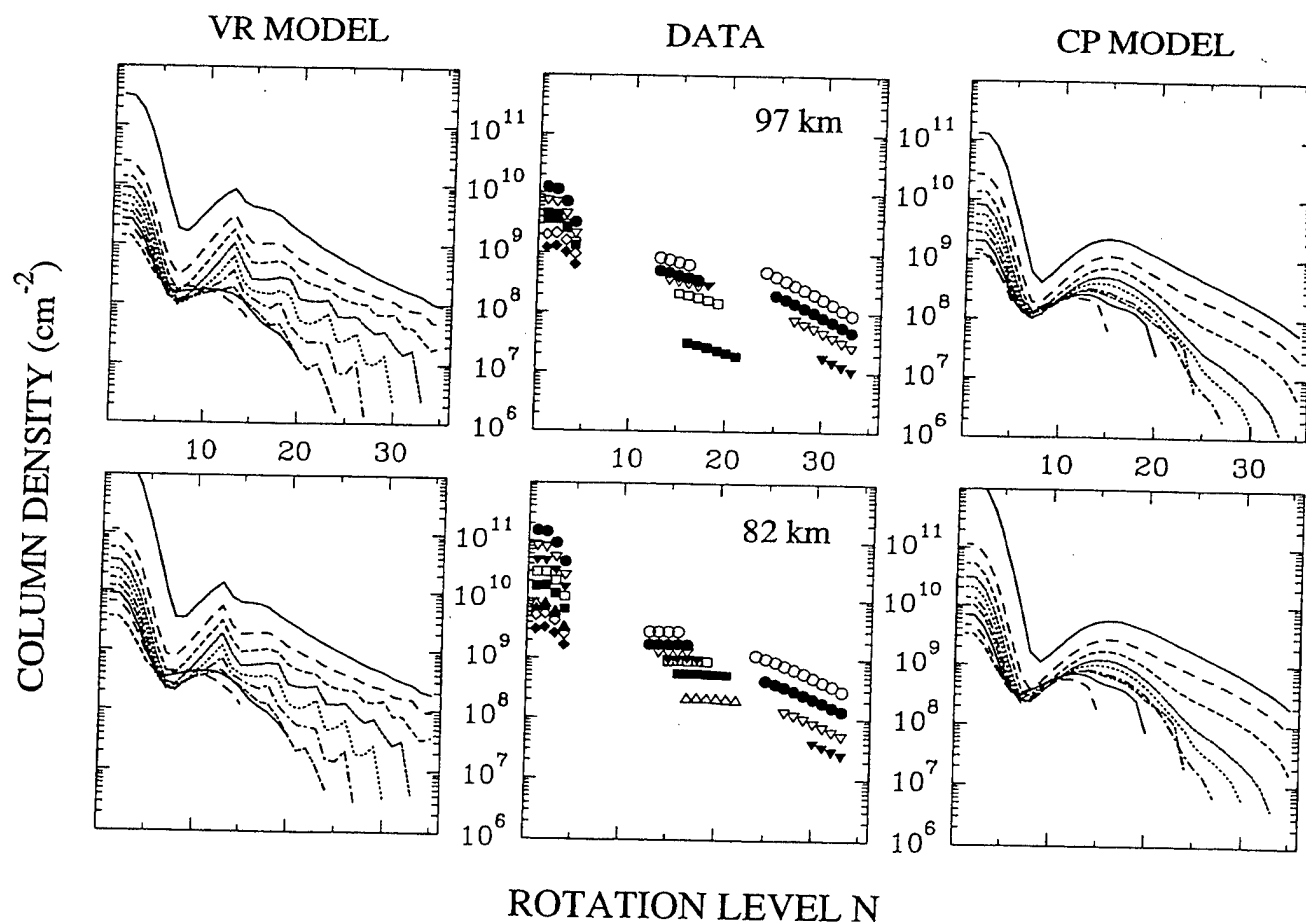 VR MODEL DATA CP MODEL
97 km
10^11 10^11
10^10 10^10
10^9 10^9
10^8 10^8
10^7 10^7
10^6 10^6
10 20 30 10 20 30 10 20 30
82 km
10^11 10^11
10^10 10^10
10^9 10^9
10^8 10^8
10^7 10^7
10^6 10^6
COLUMN DENSITY (cm^-2)
ROTATION LEVEL N